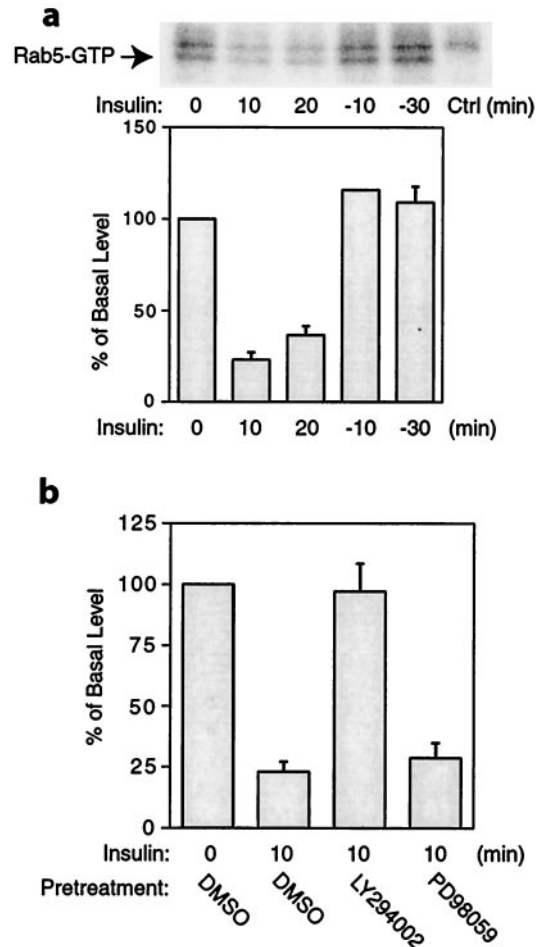 a
Rab5-GTP
Insulin: 0 10 20 -10 -30 Ctrl (min)
150
100
50
0
% of Basal Level
Insulin: 0 10 20 -10 -30 (min)
b
125
100
75
50
25
0
% of Basal Level
Insulin: 0 10 10 10 (min)
Pretreatment: DMSO DMSO LY294002 PD98059